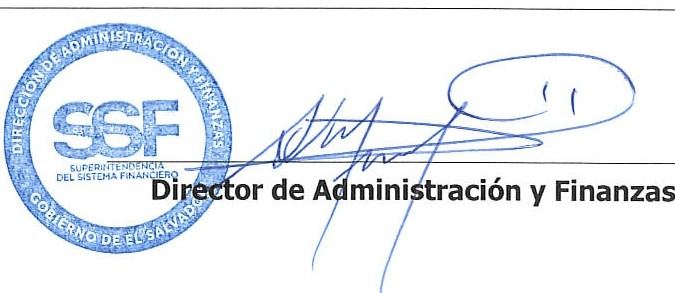 DIRECCIÓN DE ADMINISTRACIÓN Y FINANZAS
SSF
SUPERINTENDENCIA
DEL SISTEMA FINANCIERO
GOBIERNO DE EL SALVADOR
Director de Administración y Finanzas